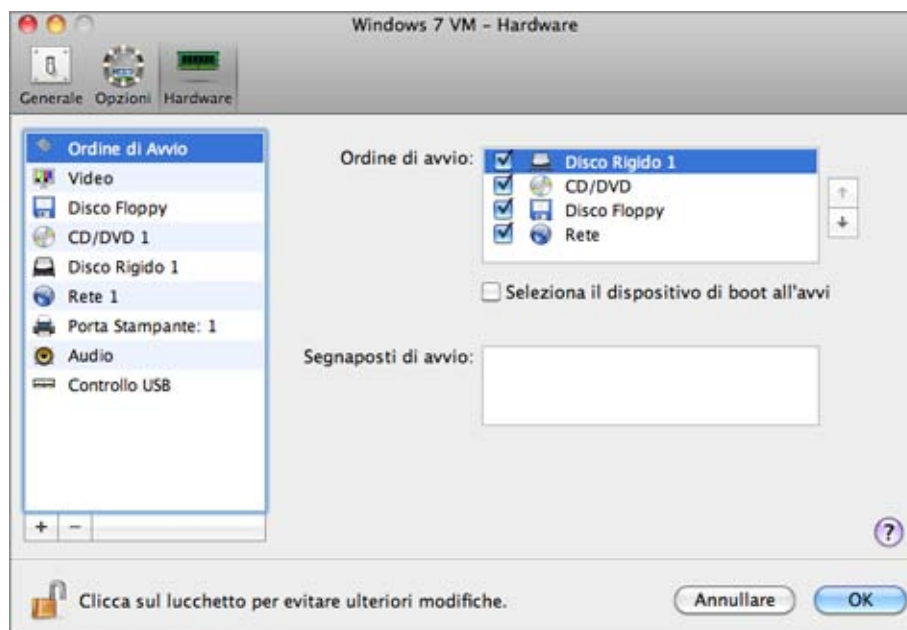 Windows 7 VM – Hardware
Generale Opzioni Hardware
Ordine di Avvio
Video
Disco Floppy
CD/DVD 1
Disco Rigido 1
Rete 1
Porta Stampante: 1
Audio
Controllo USB
+ −
Ordine di avvio:
Disco Rigido 1
CD/DVD
Disco Floppy
Rete
Seleziona il dispositivo di boot all'avvi
Segnaposti di avvio:
?
Clicca sul lucchetto per evitare ulteriori modifiche.
Annullare
OK